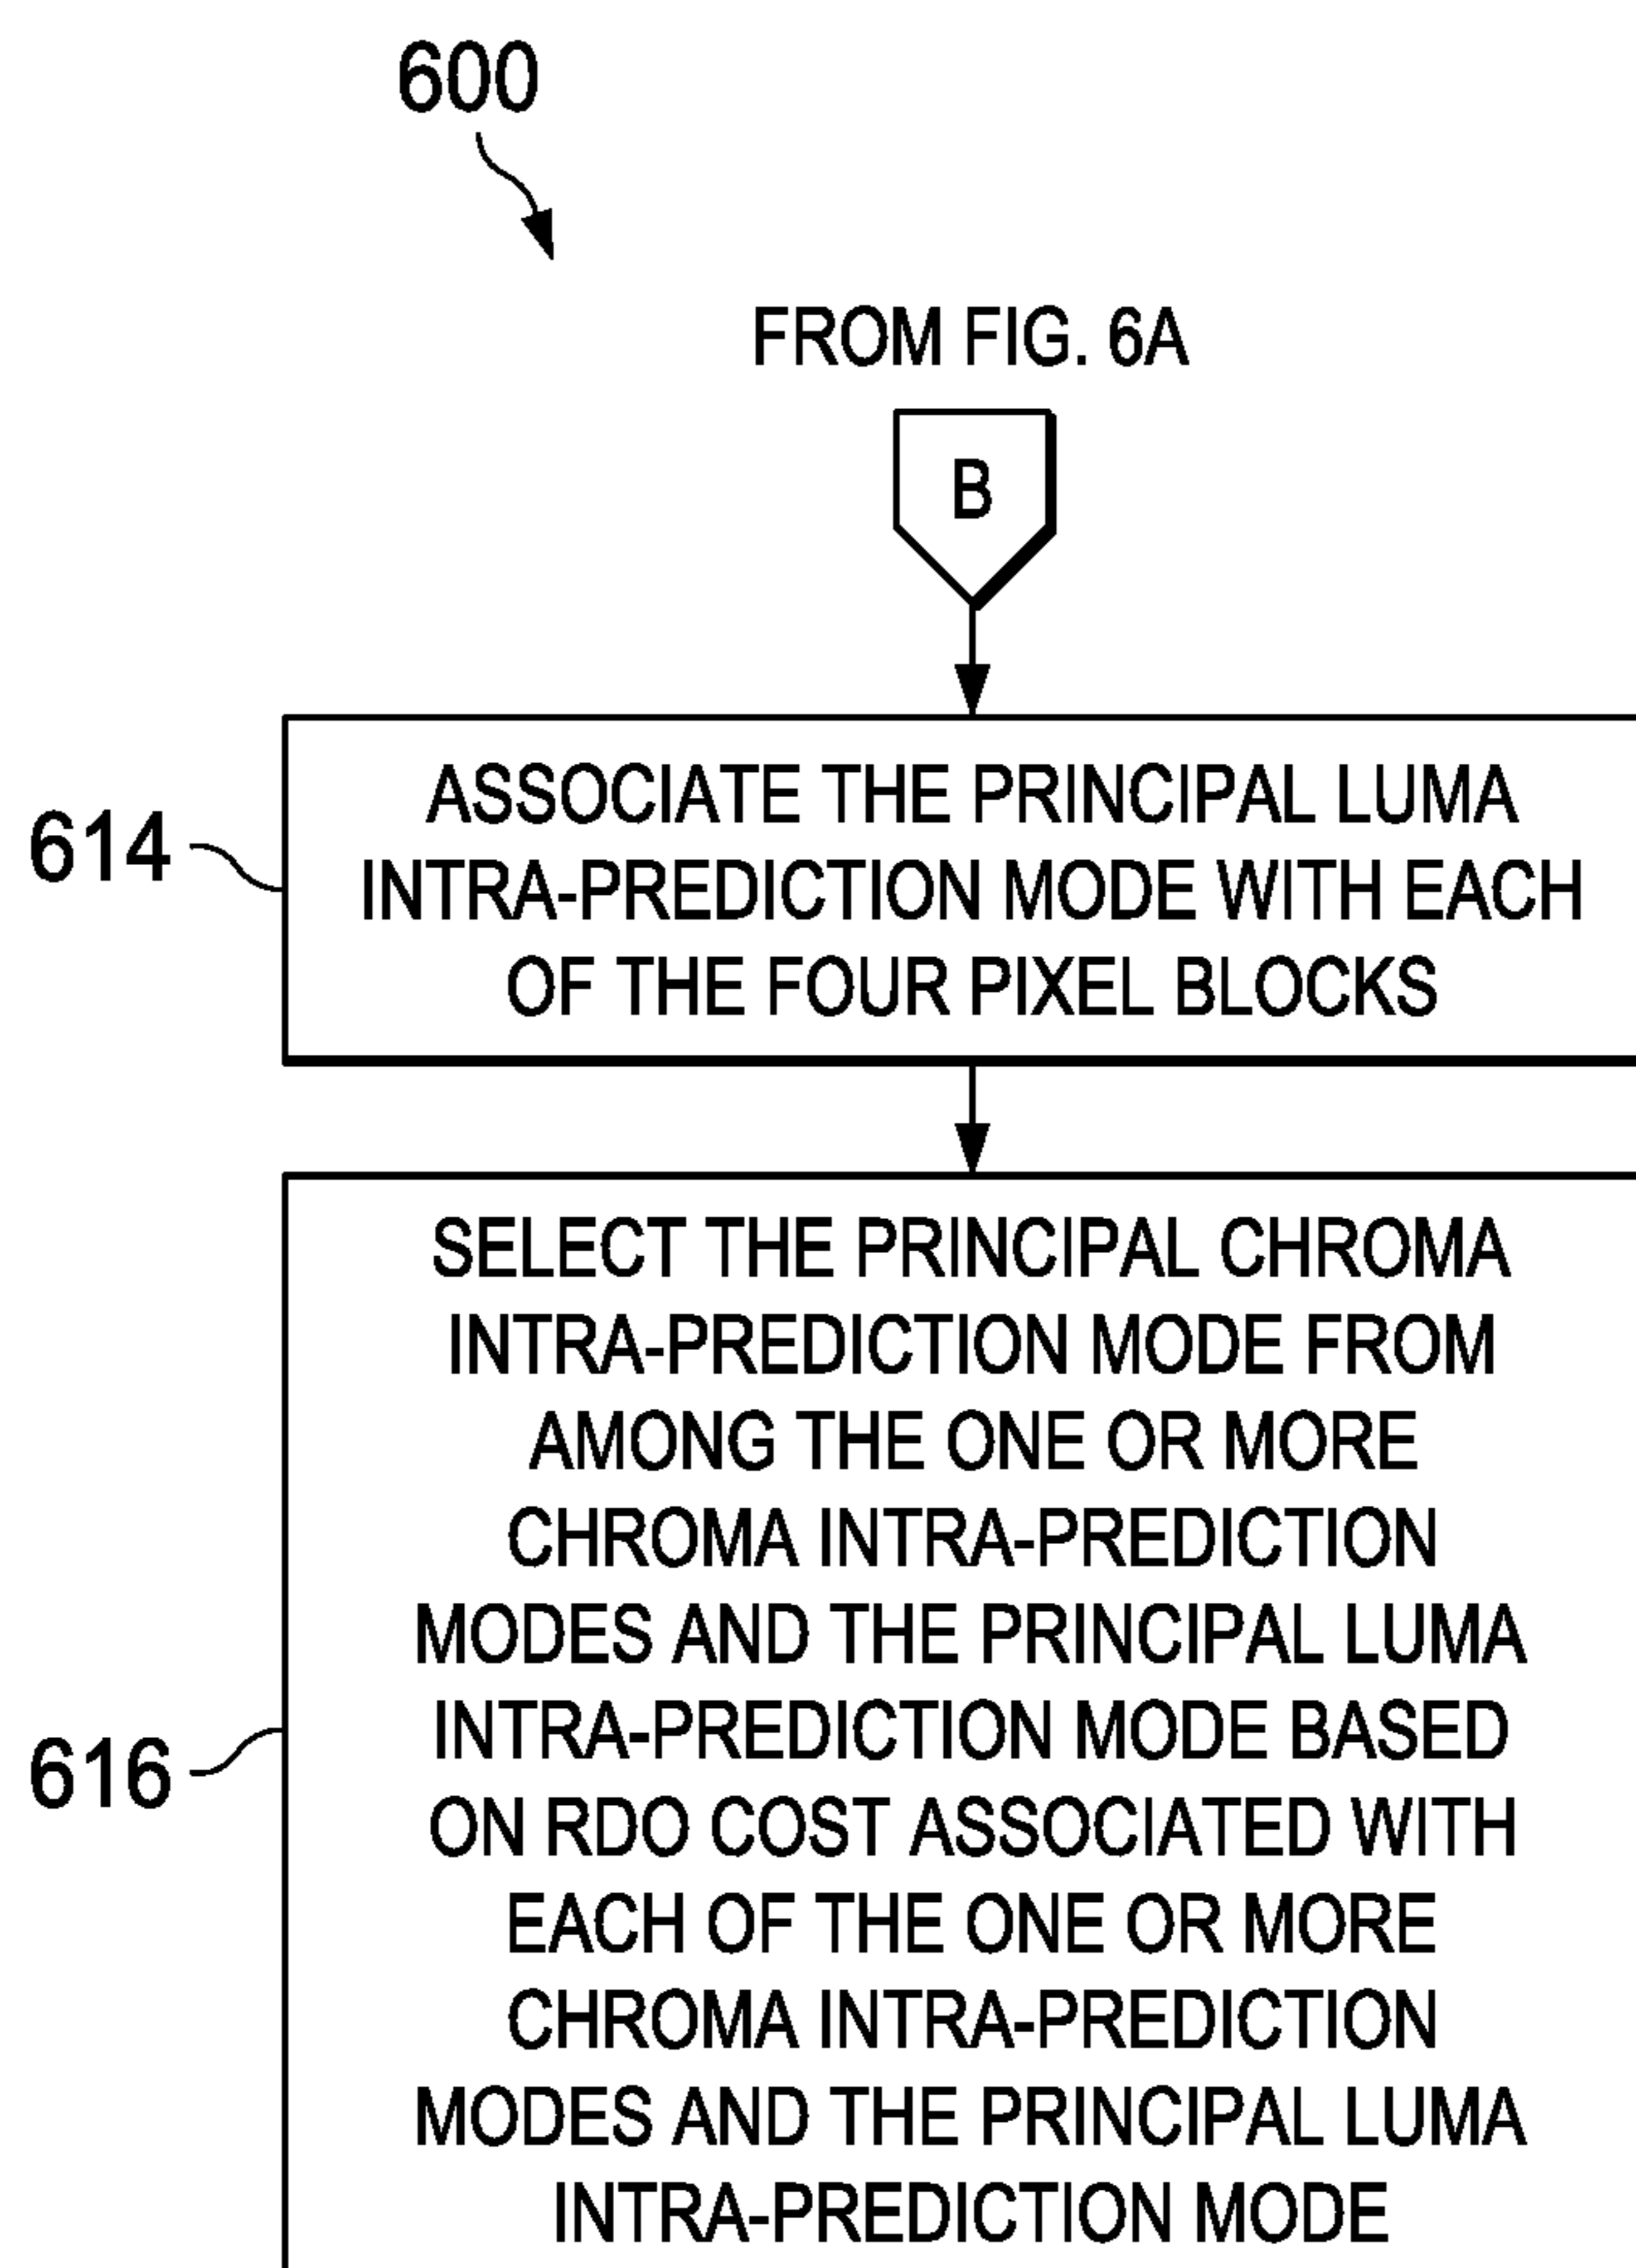 600
FROM FIG. 6A
B
614
ASSOCIATE THE PRINCIPAL LUMA
INTRA-PREDICTION MODE WITH EACH
OF THE FOUR PIXEL BLOCKS
616
SELECT THE PRINCIPAL CHROMA
INTRA-PREDICTION MODE FROM
AMONG THE ONE OR MORE
CHROMA INTRA-PREDICTION
MODES AND THE PRINCIPAL LUMA
INTRA-PREDICTION MODE BASED
ON RDO COST ASSOCIATED WITH
EACH OF THE ONE OR MORE
CHROMA INTRA-PREDICTION
MODES AND THE PRINCIPAL LUMA
INTRA-PREDICTION MODE